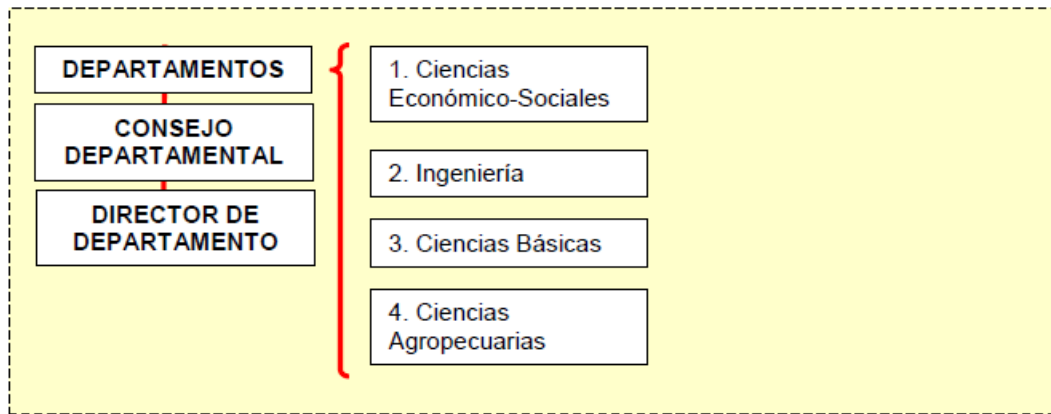 DEPARTAMENTOS
CONSEJO
DEPARTAMENTAL
DIRECTOR DE
DEPARTAMENTO
1. Ciencias
Económico-Sociales
2. Ingeniería
3. Ciencias Básicas
4. Ciencias
Agropecuarias